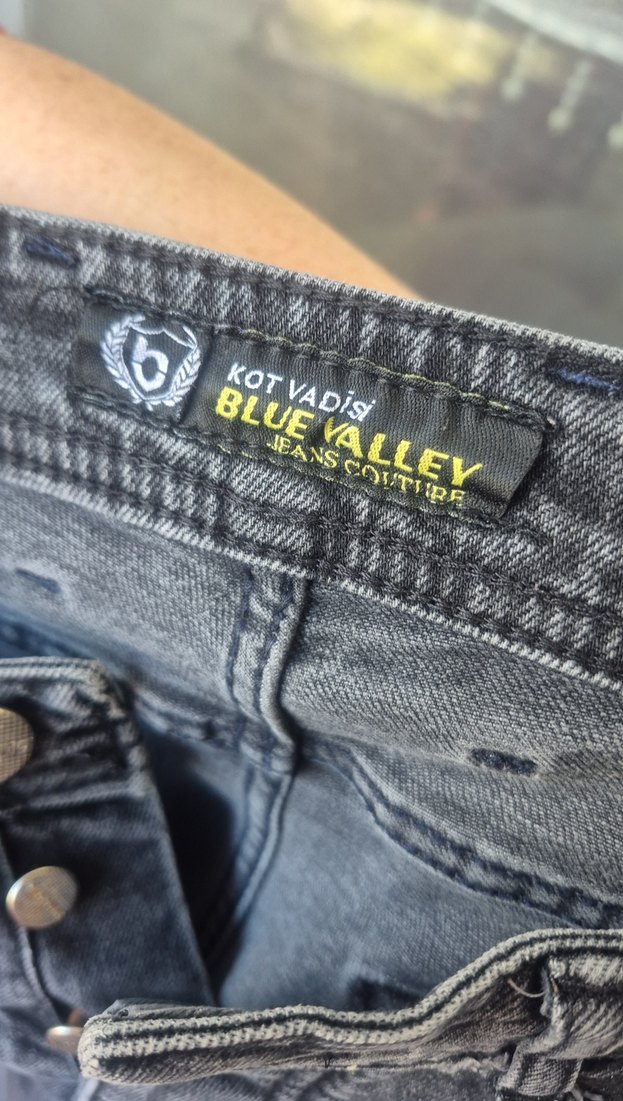 b
KOT VADİSİ
BLUE VALLEY
JEANS COUTURE